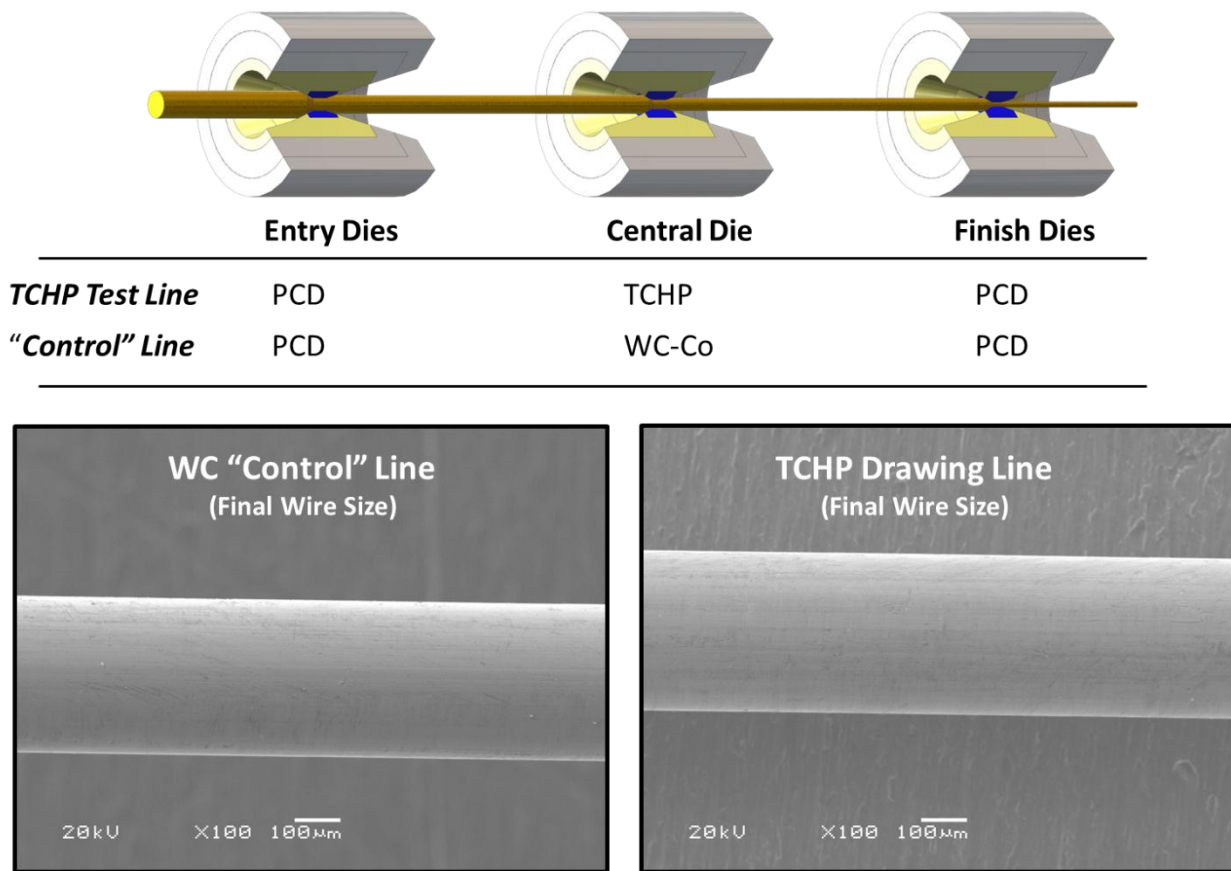 Entry Dies Central Die Finish Dies
TCHP Test Line PCD TCHP PCD
“Control” Line PCD WC-Co PCD
WC “Control” Line
(Final Wire Size)
20kV X100 100μm
TCHP Drawing Line
(Final Wire Size)
20kV X100 100μm